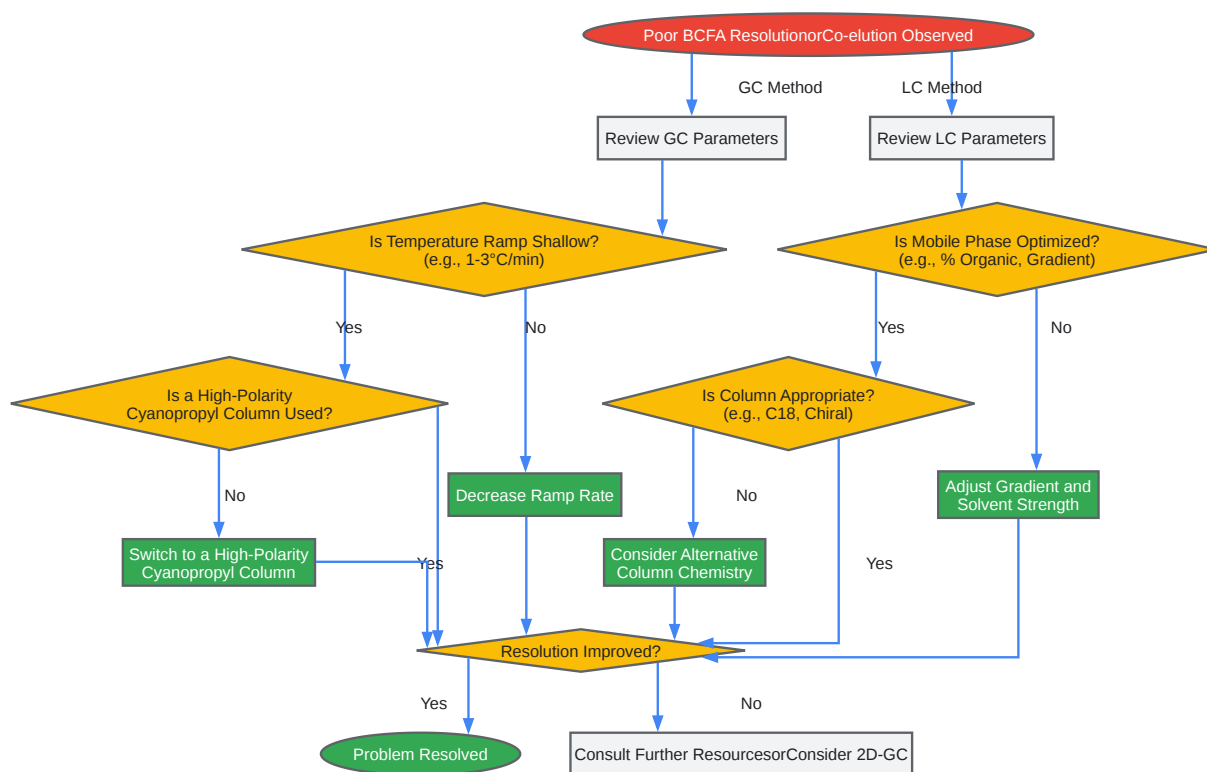 Poor BCFA ResolutionorCo-elution Observed
GC Method
LC Method
Review GC Parameters
Review LC Parameters
Is Temperature Ramp Shallow?
(e.g., 1-3°C/min)
Is Mobile Phase Optimized?
(e.g., % Organic, Gradient)
Yes
No
Yes
No
Is a High-Polarity
Cyanopropyl Column Used?
Is Column Appropriate?
(e.g., C18, Chiral)
No
Decrease Ramp Rate
No
Adjust Gradient and
Solvent Strength
Switch to a High-Polarity
Cyanopropyl Column
Yes
Consider Alternative
Column Chemistry
Yes
Resolution Improved?
Yes
No
Problem Resolved
Consult Further ResourcesorConsider 2D-GC